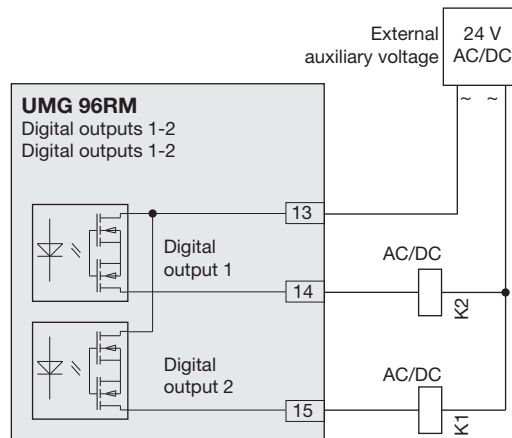 External
auxiliary voltage
24 V
AC/DC
~ ~
UMG 96RM
Digital outputs 1-2
Digital outputs 1-2
13
Digital
output 1
AC/DC
14
K2
Digital
output 2
AC/DC
15
K1